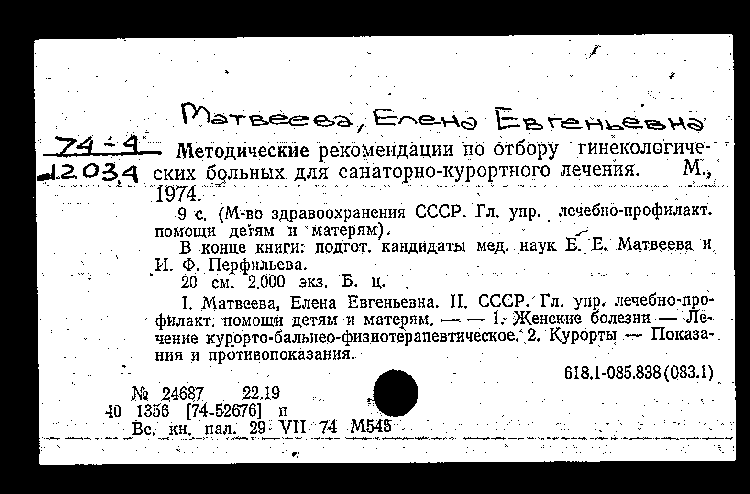 Матвеева, Елена Евгеньевна
74-4
12034
Методические рекомендации по отбору гинекологиче-
ских больных для санаторно-курортного лечения. М.,
1974.
9 с. (М-во здравоохранения СССР. Гл. упр. лечебно-профилакт.
помощи детям и матерям).
В конце книги: подгот. кандидаты мед. наук Б. Е. Матвеева и
И. Ф. Перфильева.
20 см. 2.000 экз. Б. ц.
I. Матвеева, Елена Евгеньевна. II. СССР. Гл. упр. лечебно-про-
филакт. помощи детям и матерям. — — 1. Женские болезни — Ле-
чение курорто-бальнео-физиотерапевтическое. 2. Курорты — Показа-
ния и противопоказания.
618.1-085.838(083.1)
№ 24687 22.19
40 1356 [74-52676] п
Вс. кн. пал. 29 VII 74 М545